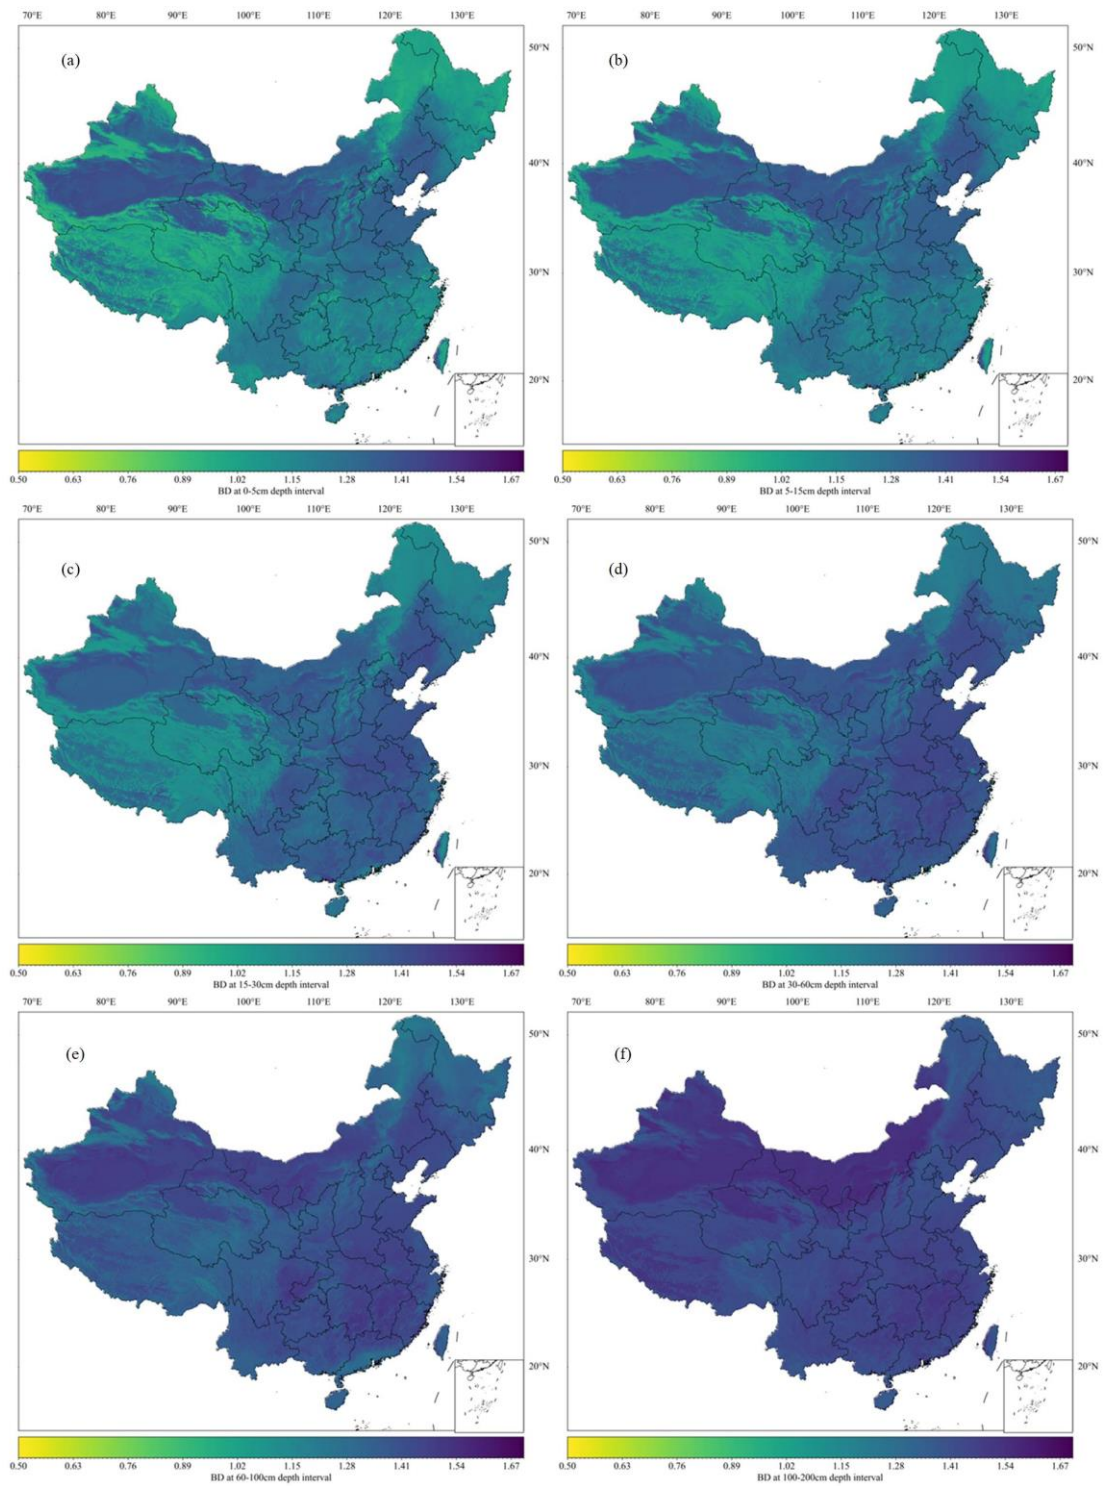 70°E 80°E 90°E 100°E 110°E 120°E 130°E 70°E 80°E 90°E 100°E 110°E 120°E 130°E
(a) (b)
50°N 50°N
40°N 40°N
30°N 30°N
20°N 20°N
0.50 0.63 0.76 0.89 1.02 1.15 1.28 1.41 1.54 1.67 0.50 0.63 0.76 0.89 1.02 1.15 1.28 1.41 1.54 1.67
BD at 0-5cm depth interval BD at 5-15cm depth interval
70°E 80°E 90°E 100°E 110°E 120°E 130°E 70°E 80°E 90°E 100°E 110°E 120°E 130°E
50°N 50°N
(c) (d)
40°N 40°N
30°N 30°N
20°N 20°N
0.50 0.63 0.76 0.89 1.02 1.15 1.28 1.41 1.54 1.67 0.50 0.63 0.76 0.89 1.02 1.15 1.28 1.41 1.54 1.67
BD at 15-30cm depth interval BD at 30-60cm depth interval
70°E 80°E 90°E 100°E 110°E 120°E 130°E 70°E 80°E 90°E 100°E 110°E 120°E 130°E
50°N 50°N
(e) (f)
40°N 40°N
30°N 30°N
20°N 20°N
0.50 0.63 0.76 0.89 1.02 1.15 1.28 1.41 1.54 1.67 0.50 0.63 0.76 0.89 1.02 1.15 1.28 1.41 1.54 1.67
BD at 60-100cm depth interval BD at 100-200cm depth interval